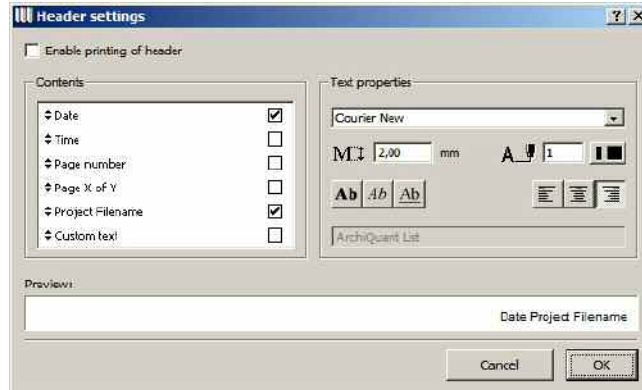 Header settings
Enable printing of header
Contents
Date
Time
Page number
Page X of Y
Project Filename
Custom text
Text properties
Courier New
M 2,00 mm A 1
Ab Ab Ab
ArchiQuant List
Preview:
Date Project Filename
Cancel OK